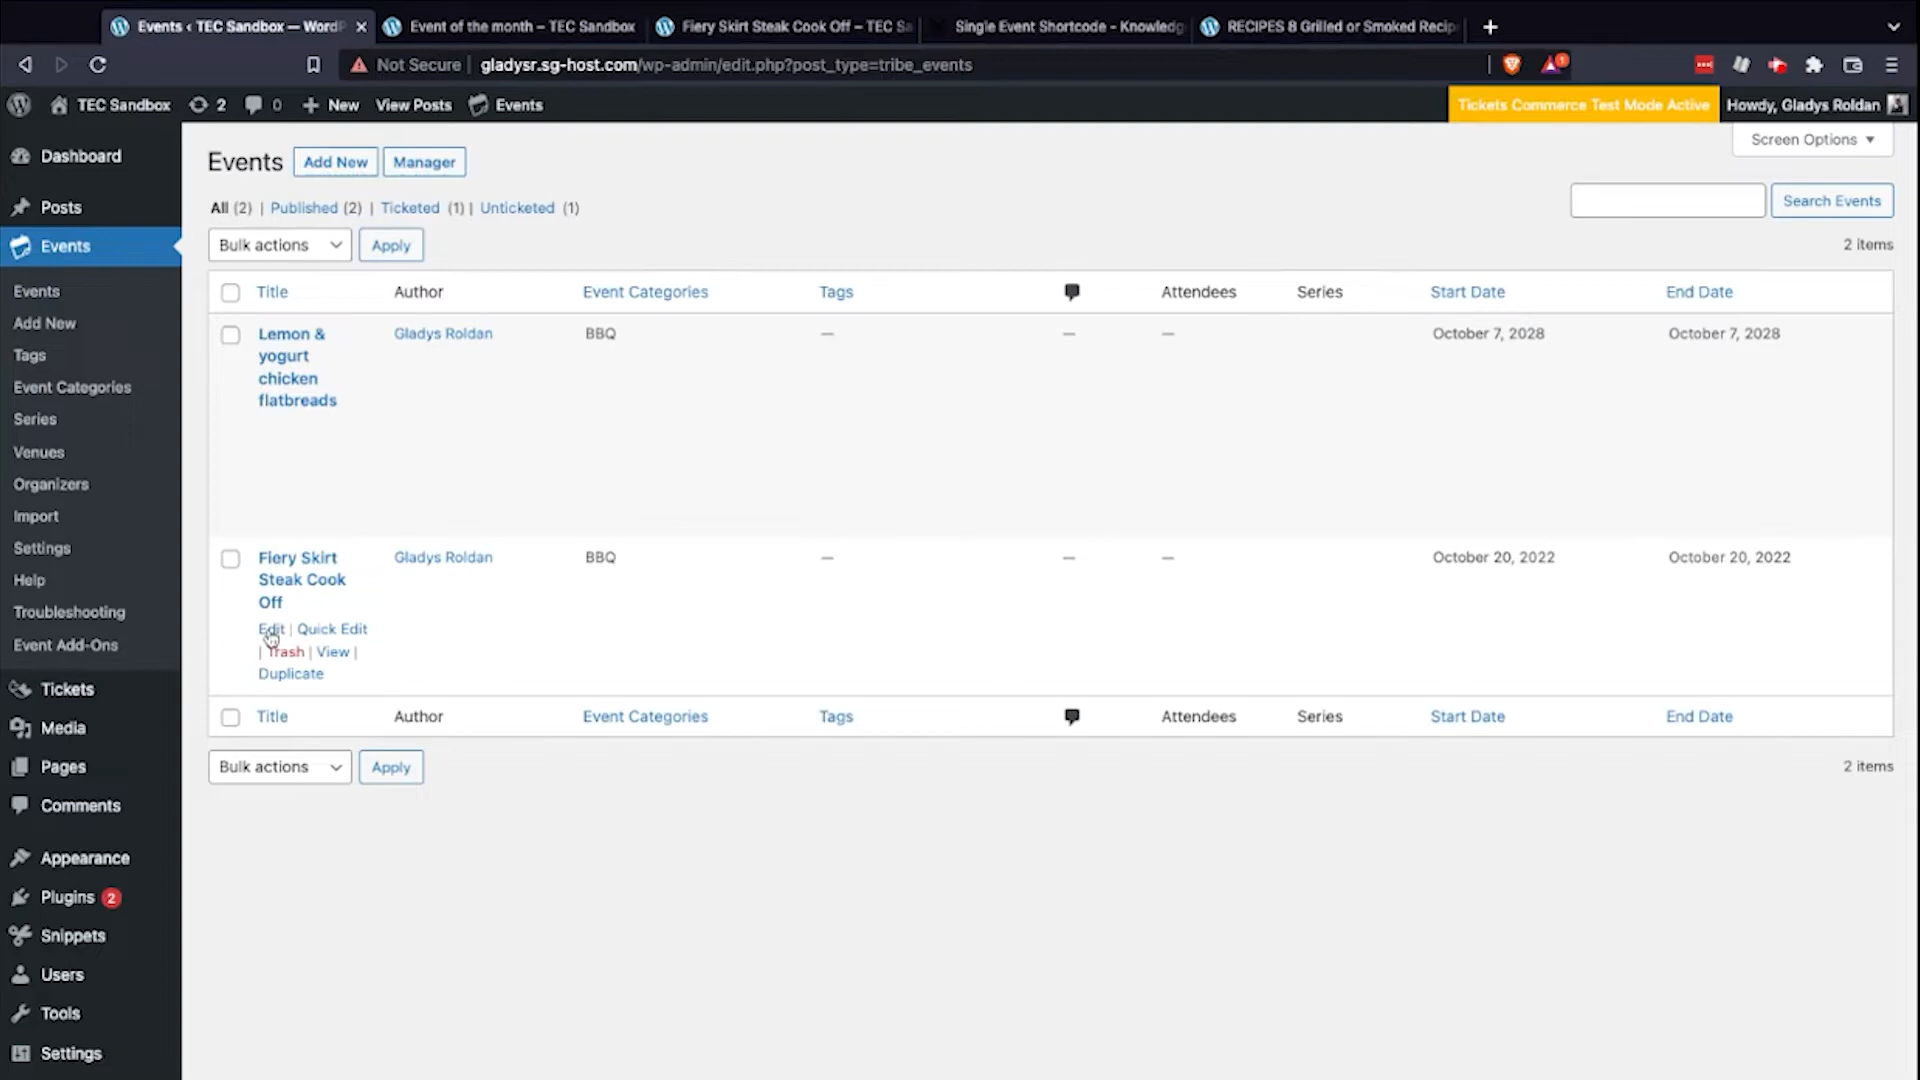 Events ‹ TEC Sandbox — WordP
Event of the month – TEC Sandbox
Fiery Skirt Steak Cook Off – TEC Sa
Single Event Shortcode - Knowledg
RECIPES 8 Grilled or Smoked Recip
Not Secure
gladysr.sg-host.com/wp-admin/edit.php?post_type=tribe_events
1
TEC Sandbox 2 0 New View Posts Events
Tickets Commerce Test Mode Active
Howdy, Gladys Roldan
Screen Options
Dashboard
Posts
Events
Events
Add New
Tags
Event Categories
Series
Venues
Organizers
Import
Settings
Help
Troubleshooting
Event Add-Ons
Tickets
Media
Pages
Comments
Appearance
Plugins 2
Snippets
Users
Tools
Settings
Events Add New Manager
All (2) | Published (2) | Ticketed (1) | Unticketed (1)
Search Events
Bulk actions Apply
2 items
Title Author Event Categories Tags Attendees Series Start Date End Date
Lemon &
yogurt
chicken
flatbreads
Gladys Roldan BBQ — — — October 7, 2028 October 7, 2028
Fiery Skirt
Steak Cook
Off
Gladys Roldan BBQ — — — October 20, 2022 October 20, 2022
Edit | Quick Edit
| Trash | View |
Duplicate
Title Author Event Categories Tags Attendees Series Start Date End Date
Bulk actions Apply
2 items